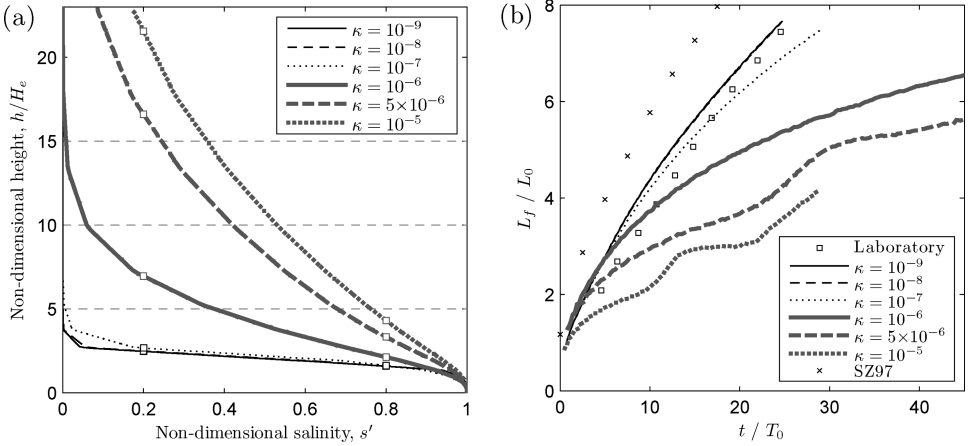 (a)
Non-dimensional height, h/Hₑ
20
15
10
5
0
κ = 10⁻⁹
κ = 10⁻⁸
κ = 10⁻⁷
κ = 10⁻⁶
κ = 5×10⁻⁶
κ = 10⁻⁵
0 0.2 0.4 0.6 0.8 1
Non-dimensional salinity, s′
(b)
L_f / L₀
8
6
4
2
0
Laboratory
κ = 10⁻⁹
κ = 10⁻⁸
κ = 10⁻⁷
κ = 10⁻⁶
κ = 5×10⁻⁶
κ = 10⁻⁵
SZ97
0 10 20 30 40
t / T₀